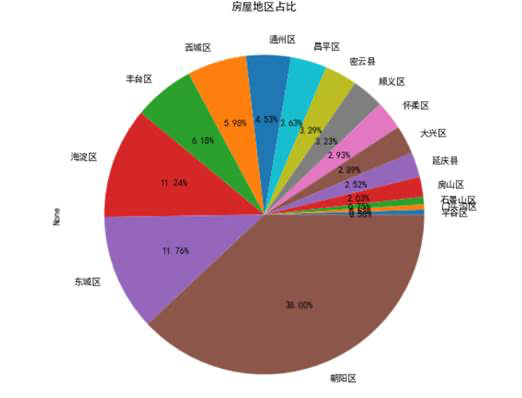 房屋地区占比
通州区
昌平区
密云县
顺义区
怀柔区
大兴区
延庆县
房山区
石景山区
门头沟区
平谷区
西城区
丰台区
海淀区
东城区
朝阳区
None
4.53%
3.63%
3.29%
3.23%
2.93%
2.89%
2.52%
2.03%
5.98%
6.18%
11.24%
11.76%
38.00%